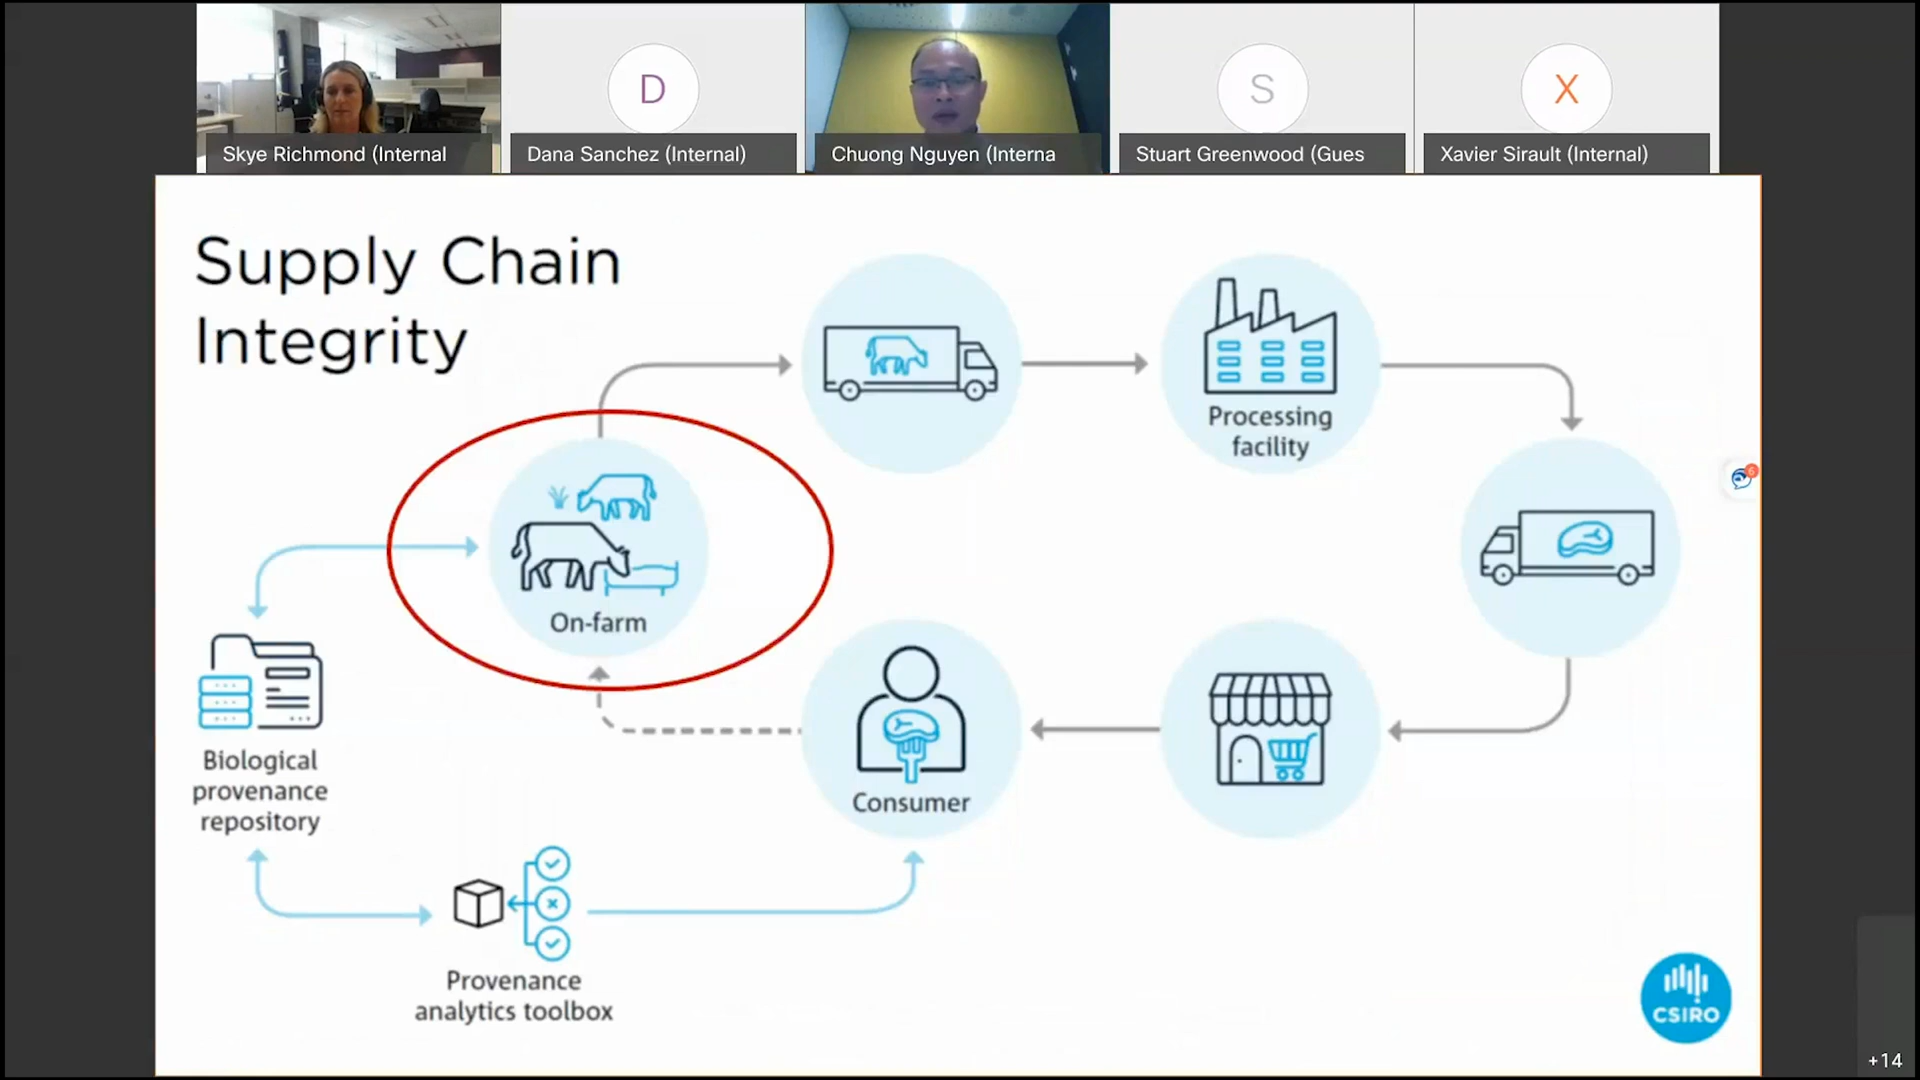 Skye Richmond (Internal
D
Dana Sanchez (Internal)
Chuong Nguyen (Interna
S
Stuart Greenwood (Gues
X
Xavier Sirault (Internal)
Supply Chain
Integrity
Processing
facility
6
On-farm
Biological
provenance
repository
Consumer
Provenance
analytics toolbox
CSIRO
+14